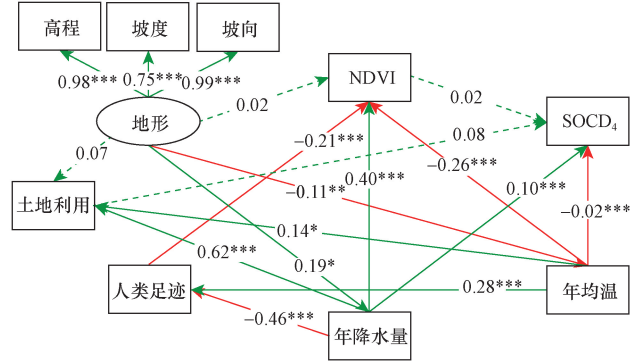 高程
坡度
坡向
0.98***
0.75***
0.99***
NDVI
0.02
0.02
地形
SOCD₄
−0.21***
0.08
0.07
−0.26***
0.40***
−0.11**
0.10***
土地利用
−0.02***
0.14*
0.62***
0.19*
人类足迹
0.28***
年均温
−0.46***
年降水量